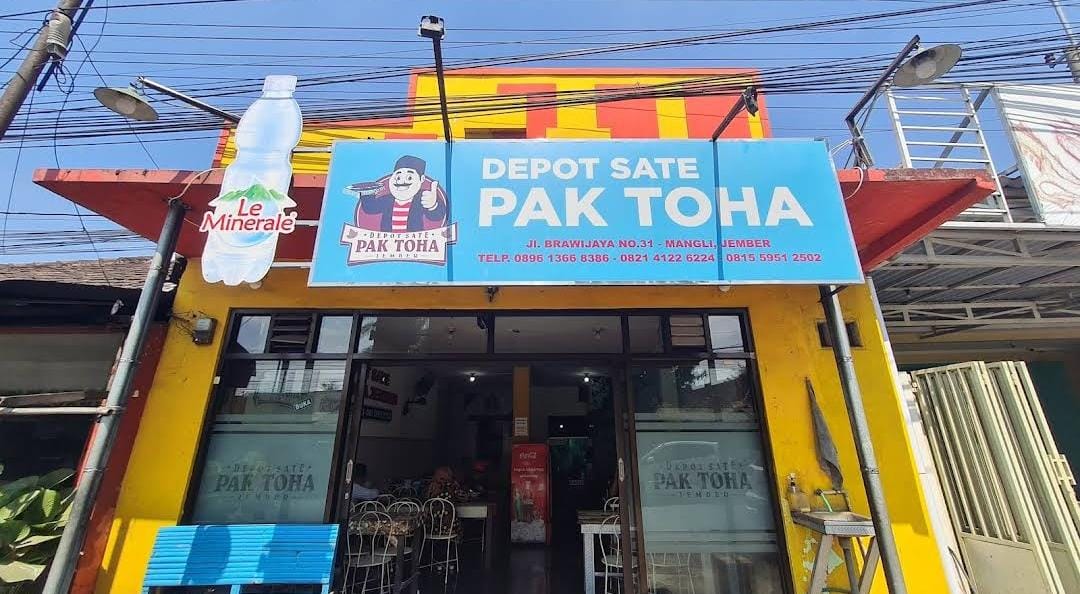 Le
Minerale
DEPOT SATE
PAK TOHA
JEMBER
DEPOT SATE
PAK TOHA
Jl. BRAWIJAYA NO.31 - MANGLI, JEMBER
TELP. 0896 1366 8386 - 0821 4122 6224 - 0815 5951 2502
BUKA
DEPOT SATE
PAK TOHA
JEMBER
DEPOT SATE
PAK TOHA
JEMBER